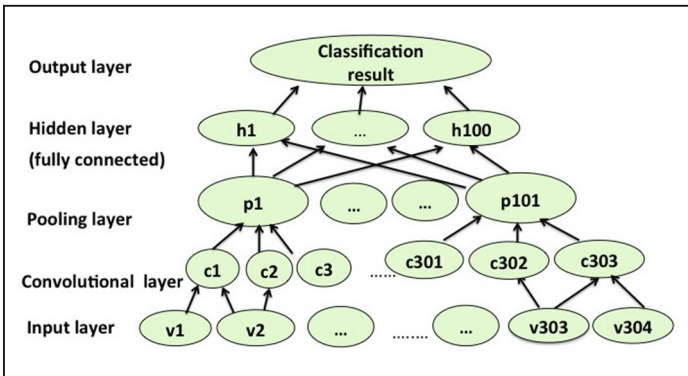 Classification
result
Output layer
Hidden layer
(fully connected)
h1
...
h100
Pooling layer
p1
...
...
p101
Convolutional layer
c1
c2
c3
......
c301
c302
c303
Input layer
v1
v2
...
........
...
v303
v304